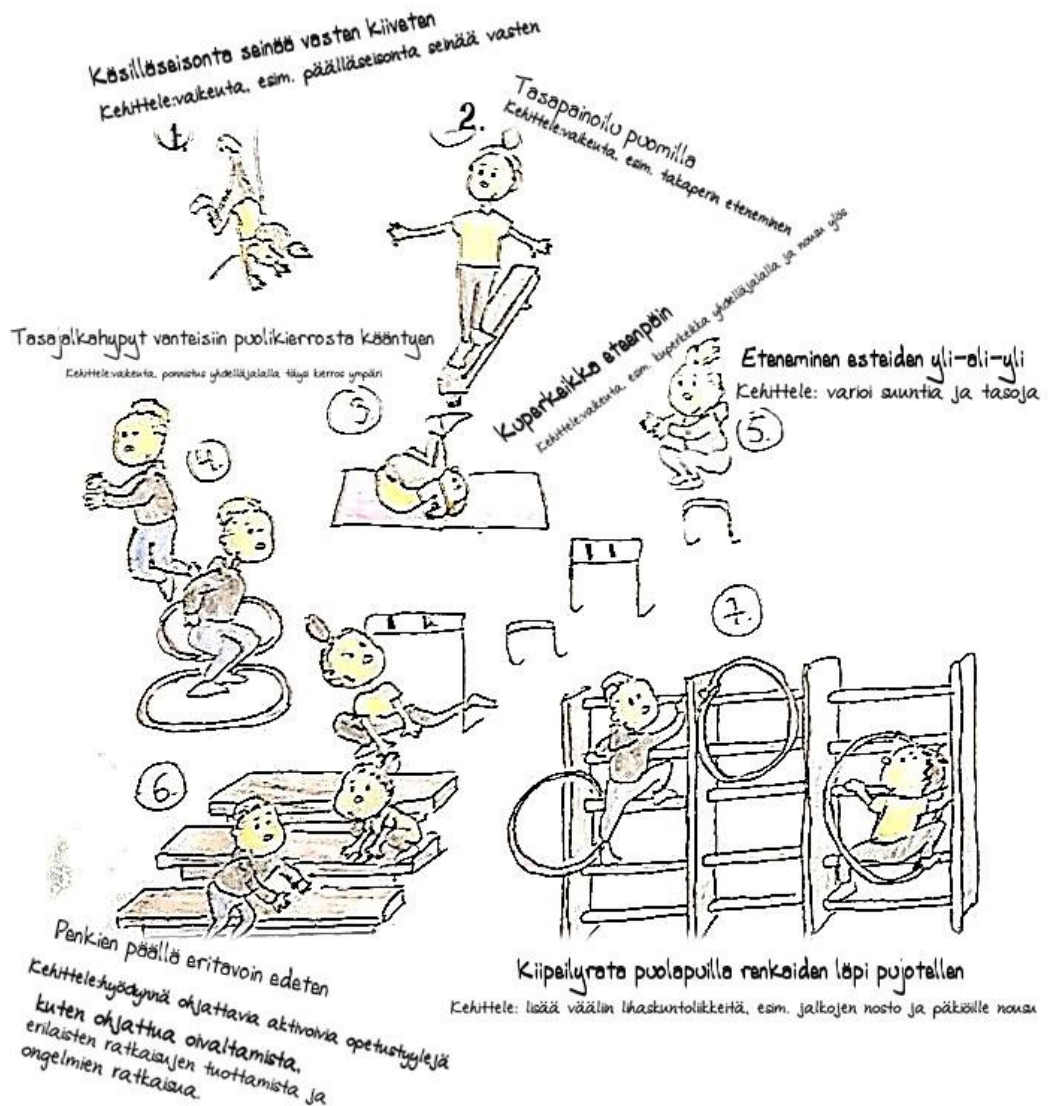 Käsilläseisonta seinää vasten kiiveten
Kehittele:vaikeuta, esim. päälläseisonta seinää vasten
1.
2.
Tasapainoilu puomilla
Kehittele:vaikeuta, esim. takaperin eteneminen
Kuperkeikka eteenpäin
Kehittele:vaikeuta, esim. kuperkeikka yhdelläjalalla ja nousu ylös
3
Tasajalkahypyt vanteisiin puolikierrosta kääntyen
Kehittele:vaikeuta, ponnistus yhdelläjalalla täys kierros ympäri
4.
Eteneminen esteiden yli-ali-yli
Kehittele: varioi suuntia ja tasoja
5.
6.
Penkien päällä eritavoin edeten
Kehittele:hyödynnä ohjattavia aktivoivia opetustyylejä
kuten ohjattua oivaltamista,
erilaisten ratkaisujen tuottamista ja
ongelmien ratkaisua.
7.
Kiipeilyrata puolapuilla renkaiden läpi pujotellen
Kehittele: lisää vääliin lihaskuntoliikkeitä, esim. jalkojen nosto ja päkiöille nousu